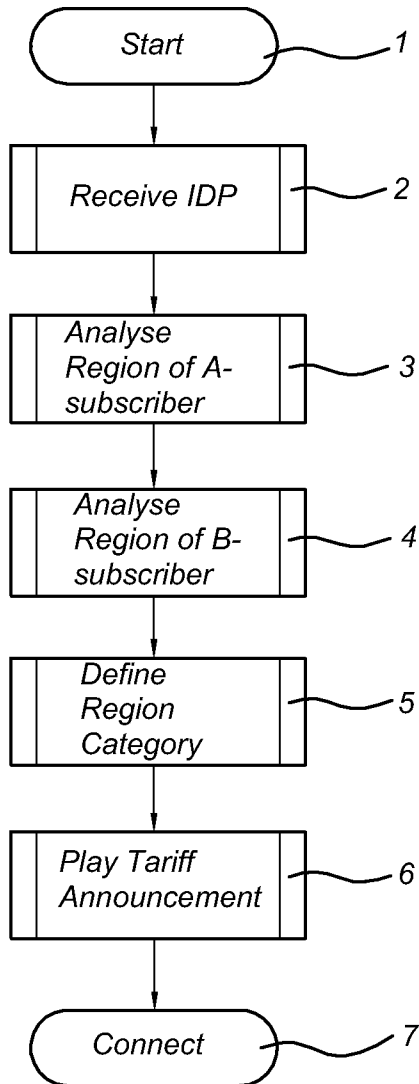 Start
1
Receive IDP
2
Analyse
Region of A-
subscriber
3
Analyse
Region of B-
subscriber
4
Define
Region
Category
5
Play Tariff
Announcement
6
Connect
7